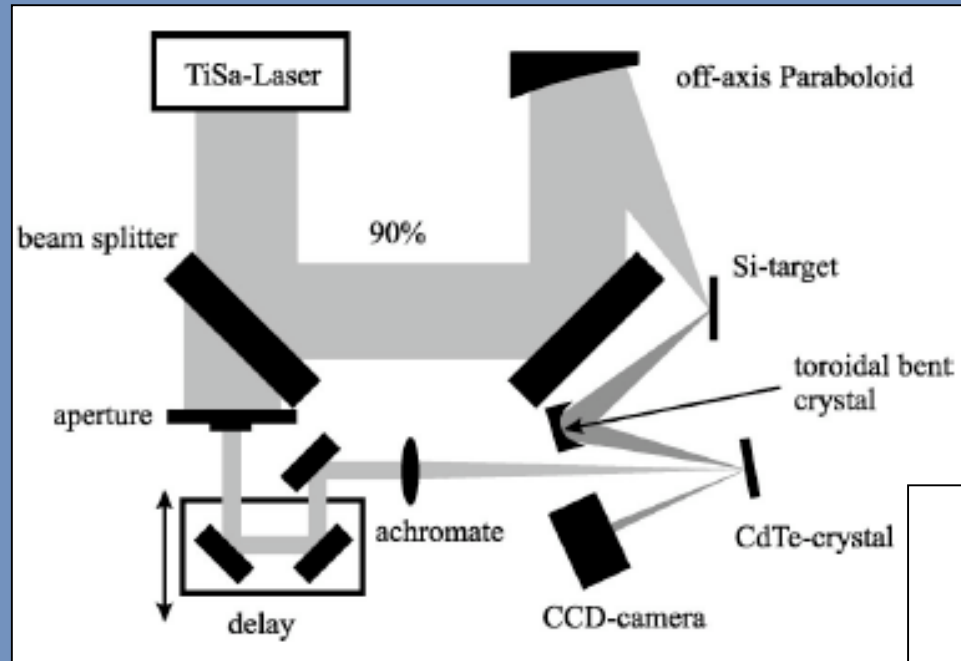 TiSa-Laser
off-axis Paraboloid
beam splitter
90%
Si-target
toroidal bent
crystal
aperture
achromate
CdTe-crystal
CCD-camera
delay